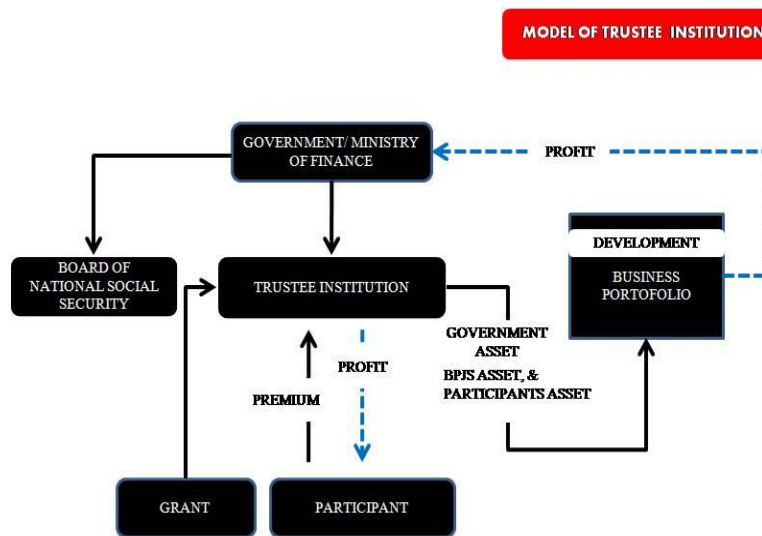 MODEL OF TRUSTEE INSTITUTION
GOVERNMENT/ MINISTRY
OF FINANCE
PROFIT
DEVELOPMENT
BUSINESS
PORTOFOLIO
BOARD OF
NATIONAL SOCIAL
SECURITY
TRUSTEE INSTITUTION
GOVERNMENT
ASSET
BPJS ASSET, &
PARTICIPANTS ASSET
PROFIT
PREMIUM
GRANT
PARTICIPANT